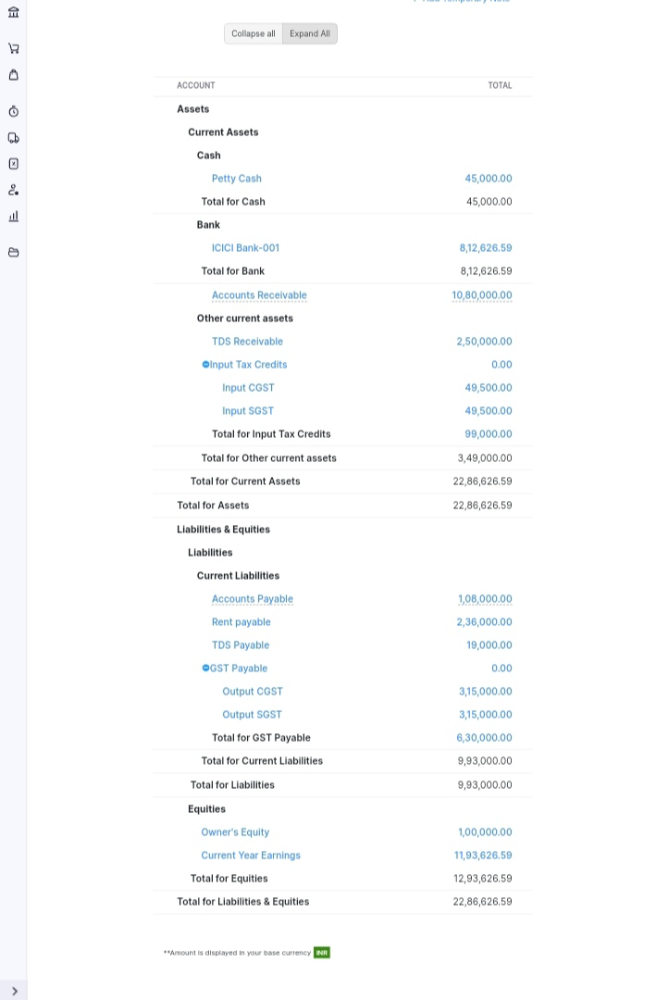 Collapse all Expand All
ACCOUNT TOTAL
Assets
Current Assets
Cash
Petty Cash 45,000.00
Total for Cash 45,000.00
Bank
ICICI Bank-001 8,12,626.59
Total for Bank 8,12,626.59
Accounts Receivable 10,80,000.00
Other current assets
TDS Receivable 2,50,000.00
Input Tax Credits 0.00
Input CGST 49,500.00
Input SGST 49,500.00
Total for Input Tax Credits 99,000.00
Total for Other current assets 3,49,000.00
Total for Current Assets 22,86,626.59
Total for Assets 22,86,626.59
Liabilities & Equities
Liabilities
Current Liabilities
Accounts Payable 1,08,000.00
Rent payable 2,36,000.00
TDS Payable 19,000.00
GST Payable 0.00
Output CGST 3,15,000.00
Output SGST 3,15,000.00
Total for GST Payable 6,30,000.00
Total for Current Liabilities 9,93,000.00
Total for Liabilities 9,93,000.00
Equities
Owner's Equity 1,00,000.00
Current Year Earnings 11,93,626.59
Total for Equities 12,93,626.59
Total for Liabilities & Equities 22,86,626.59
**Amount is displayed in your base currency INR